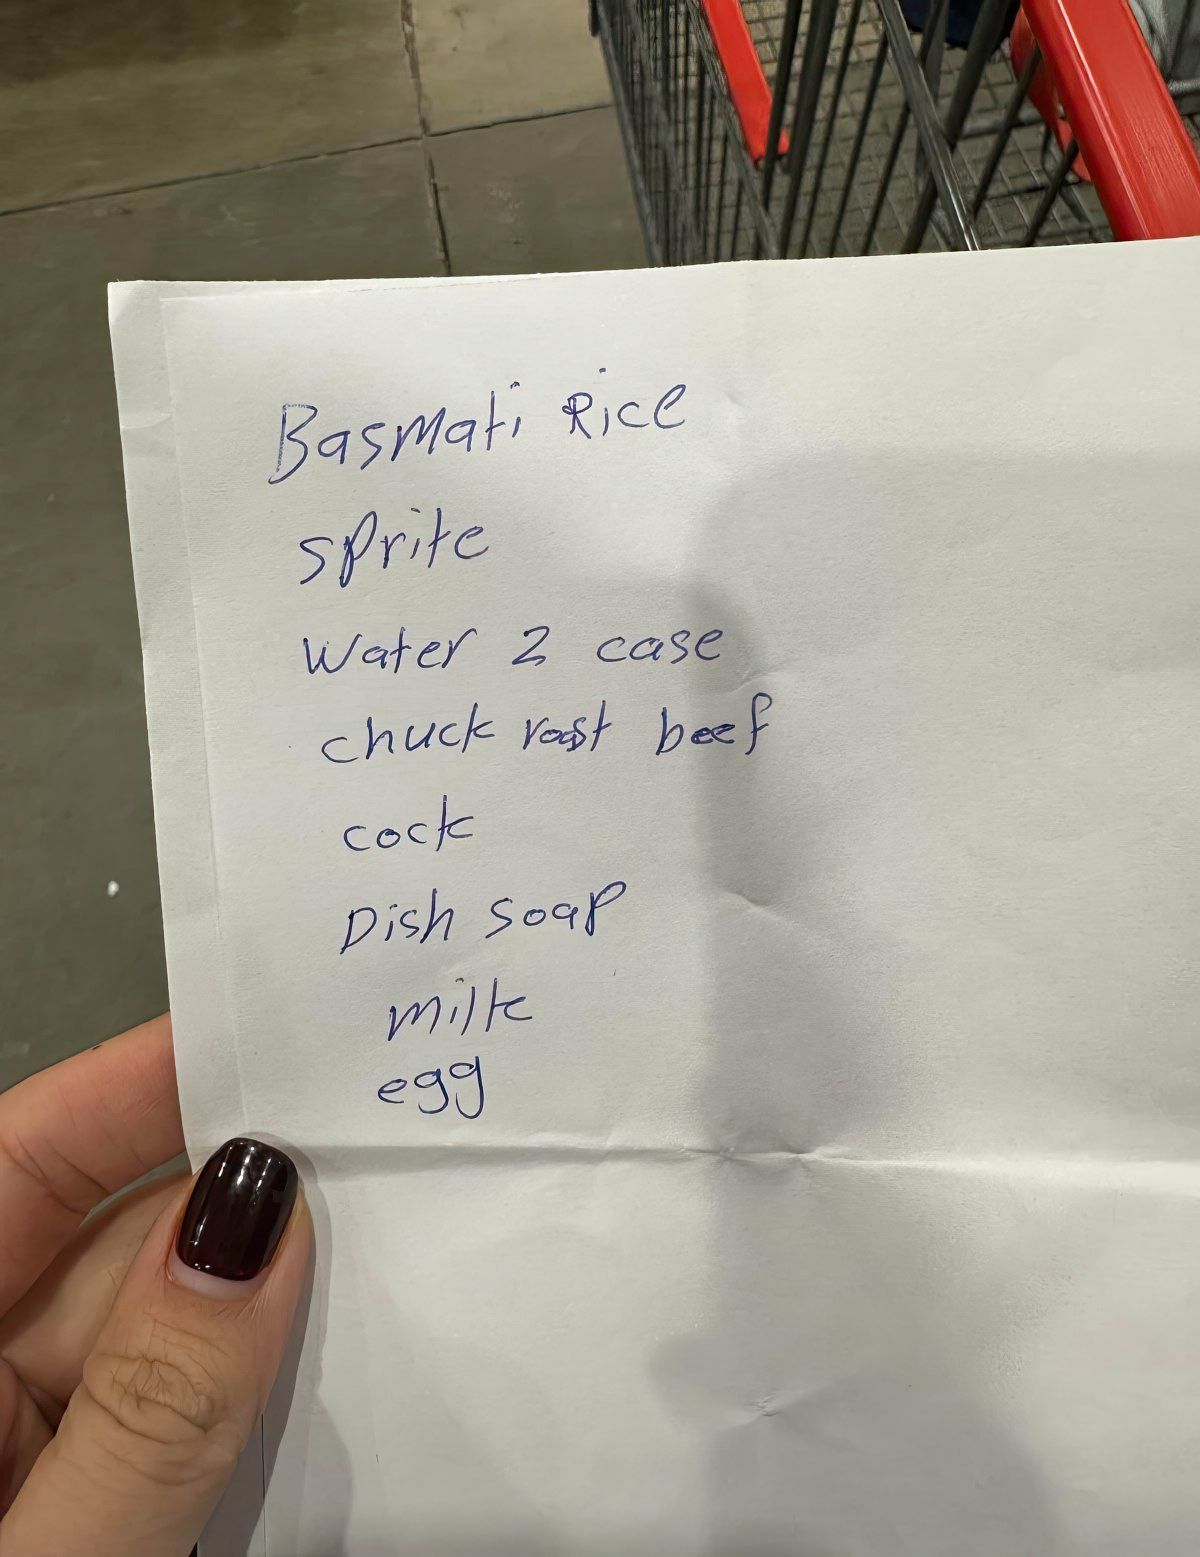 Basmati Rice
sprite
Water 2 case
chuck roast beef
cock
Dish soap
milk
egg